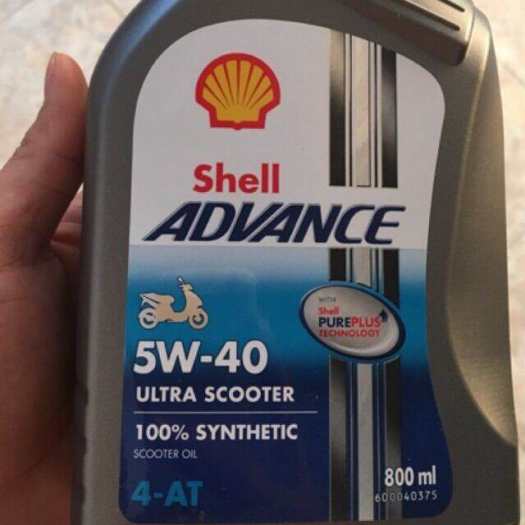 Shell
ADVANCE
WITH
Shell
PUREPLUS
TECHNOLOGY
5W-40
ULTRA SCOOTER
100% SYNTHETIC
SCOOTER OIL
4-AT
800 ml
600040375